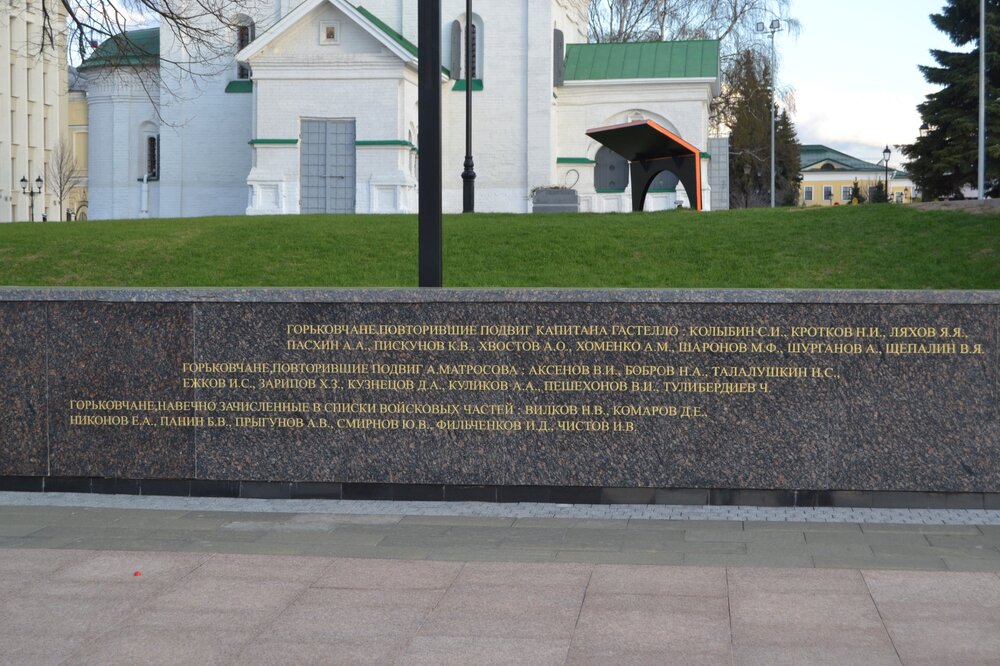 ГОРЬКОВЧАНЕ,ПОВТОРИВШИЕ ПОДВИГ КАПИТАНА ГАСТЕЛЛО : КОЛЫБИН С.И., КРОТКОВ Н.И., ЛЯХОВ Я.Я.,
ПАСХИН А.А., ПИСКУНОВ К.В., ХВОСТОВ А.О., ХОМЕНКО А.М., ШАРОНОВ М.Ф., ШУРГАНОВ А., ЩЕПАЛИН В.Я.
ГОРЬКОВЧАНЕ,ПОВТОРИВШИЕ ПОДВИГ А.МАТРОСОВА : АКСЕНОВ В.И., БОБРОВ Н.А., ТАЛАЛУШКИН И.С.,
ЕЖКОВ И.С., ЗАРИПОВ Х.З., КУЗНЕЦОВ Д.А., КУЛИКОВ А.А., ПЕШЕХОНОВ В.И., ТУЛИБЕРДИЕВ Ч.
ГОРЬКОВЧАНЕ,НАВЕЧНО ЗАЧИСЛЕННЫЕ В СПИСКИ ВОЙСКОВЫХ ЧАСТЕЙ : ВИЛКОВ Н.В., КОМАРОВ Д.Е.,
НИКОНОВ Е.А., ПАНИН Б.В., ПРЫГУНОВ А.В., СМИРНОВ Ю.В., ФИЛЬЧЕНКОВ И.Д., ЧИСТОВ И.В.